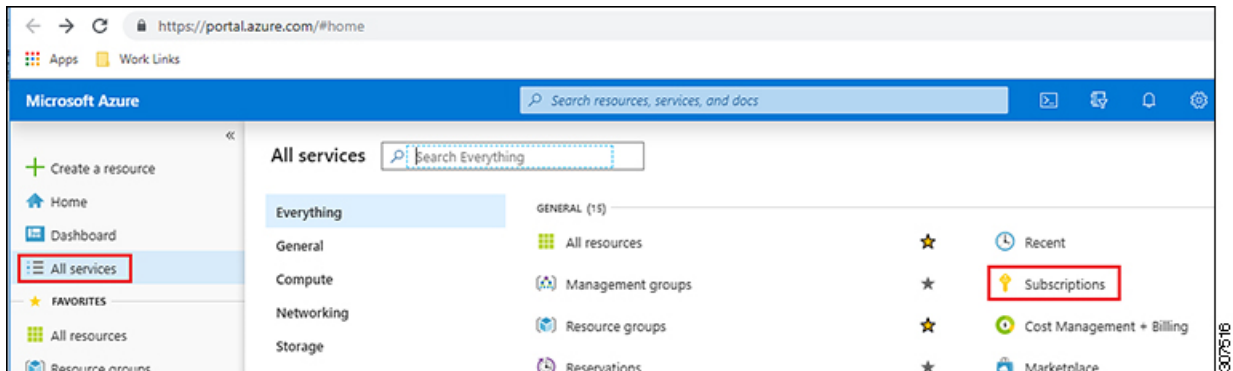 https://portal.azure.com/#home
Apps Work Links
Microsoft Azure
Search resources, services, and docs
«
Create a resource
Home
Dashboard
All services
FAVORITES
All resources
Resource groups
All services
Search Everything
Everything
General
Compute
Networking
Storage
GENERAL (15)
All resources
Recent
Management groups
Subscriptions
Resource groups
Cost Management + Billing
Reservations
Marketplace
307516